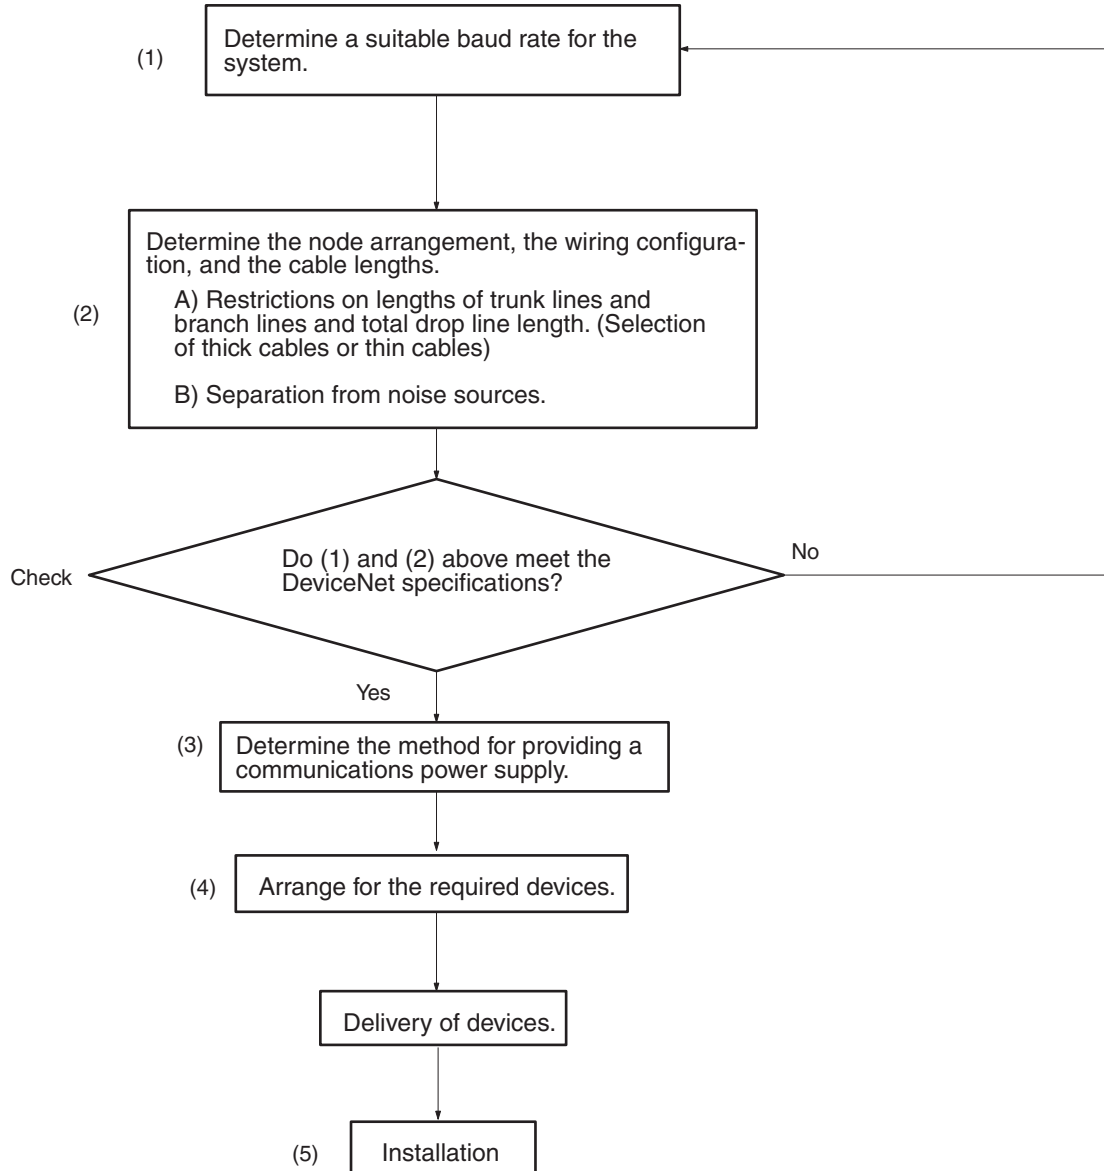 (1)
Determine a suitable baud rate for the
system.
Determine the node arrangement, the wiring configura-
tion, and the cable lengths.
(2)
A) Restrictions on lengths of trunk lines and
branch lines and total drop line length. (Selection
of thick cables or thin cables)
B) Separation from noise sources.
Check
Do (1) and (2) above meet the
DeviceNet specifications?
No
Yes
(3)
Determine the method for providing a
communications power supply.
(4)
Arrange for the required devices.
Delivery of devices.
(5)
Installation